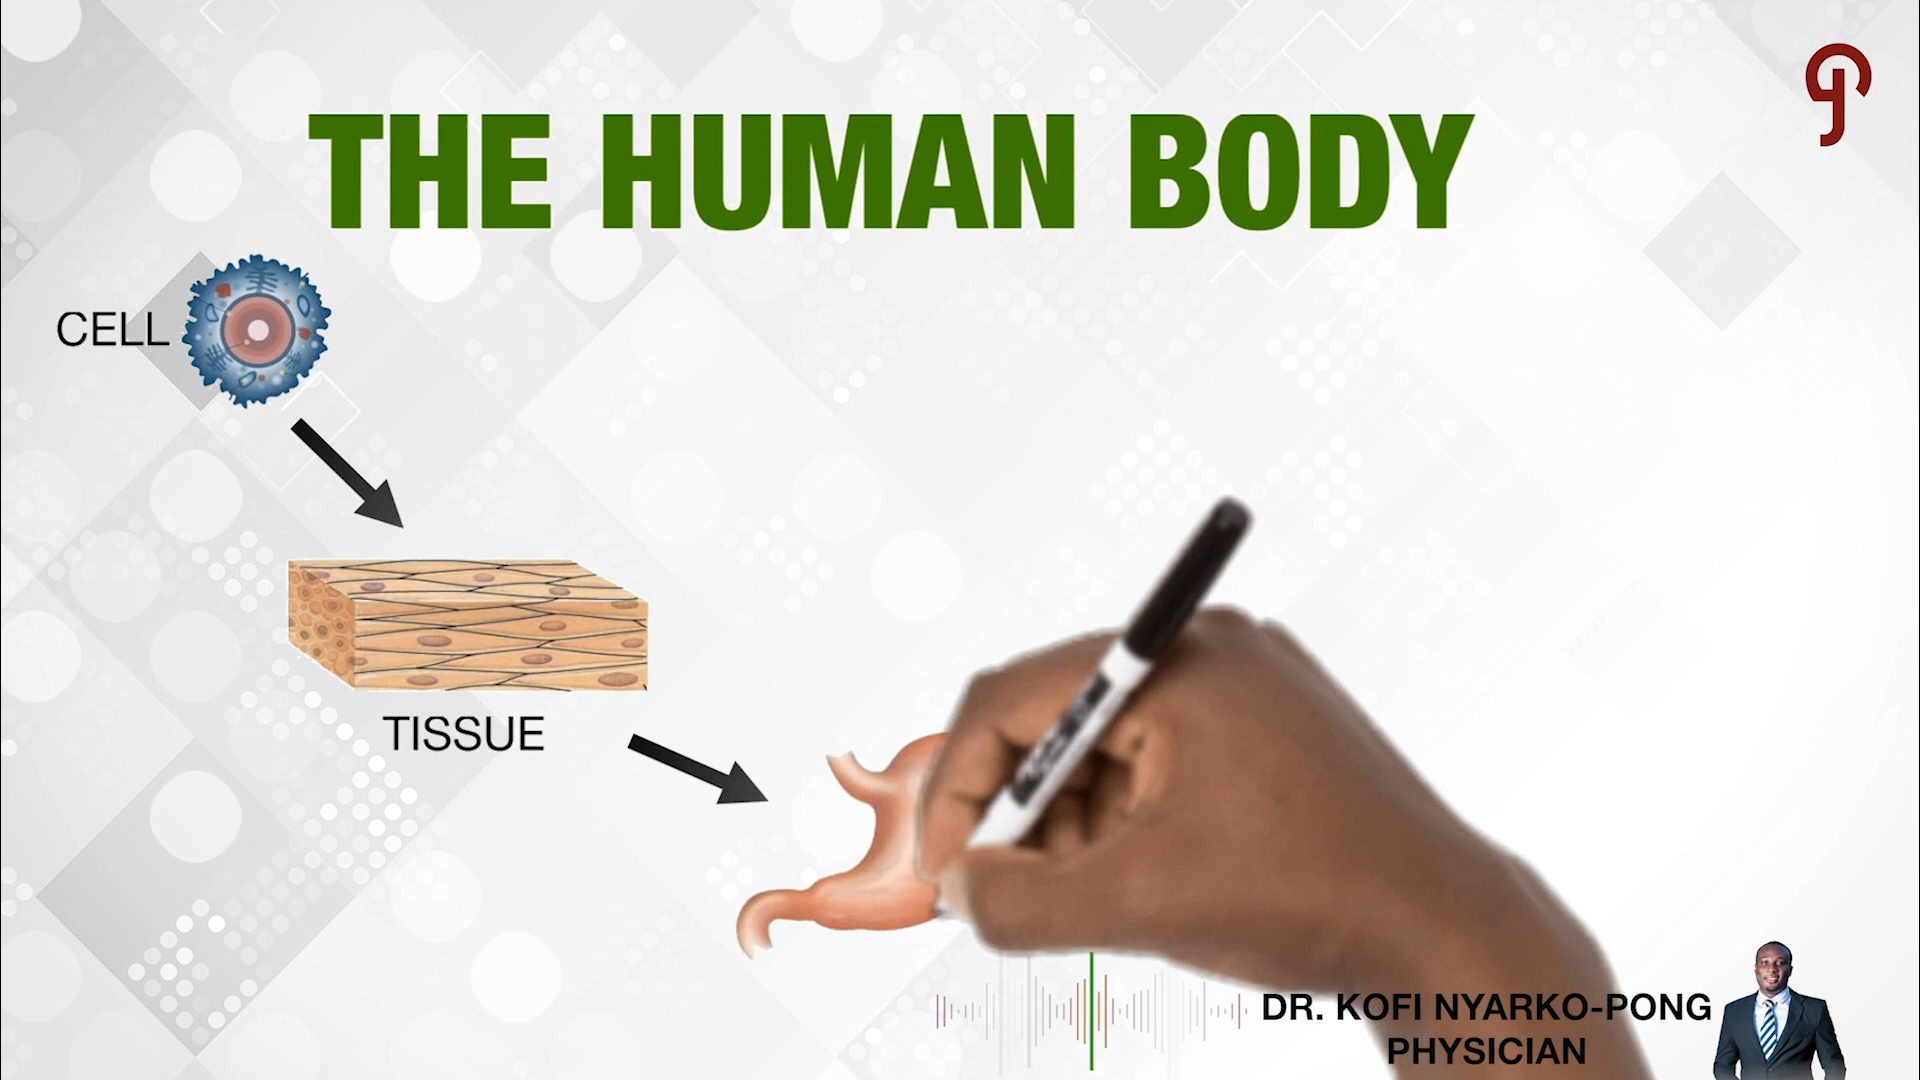 THE HUMAN BODY
CELL
TISSUE
DR. KOFI NYARKO-PONG
PHYSICIAN